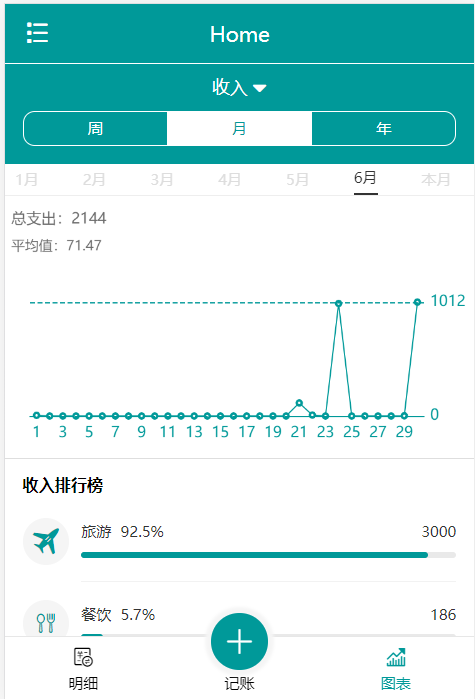 Home
收入
周 月 年
1月 2月 3月 4月 5月 6月 本月
总支出：2144
平均值：71.47
1012
0
1 3 5 7 9 11 13 15 17 19 21 23 25 27 29
收入排行榜
旅游 92.5% 3000
餐饮 5.7% 186
明细 记账 图表